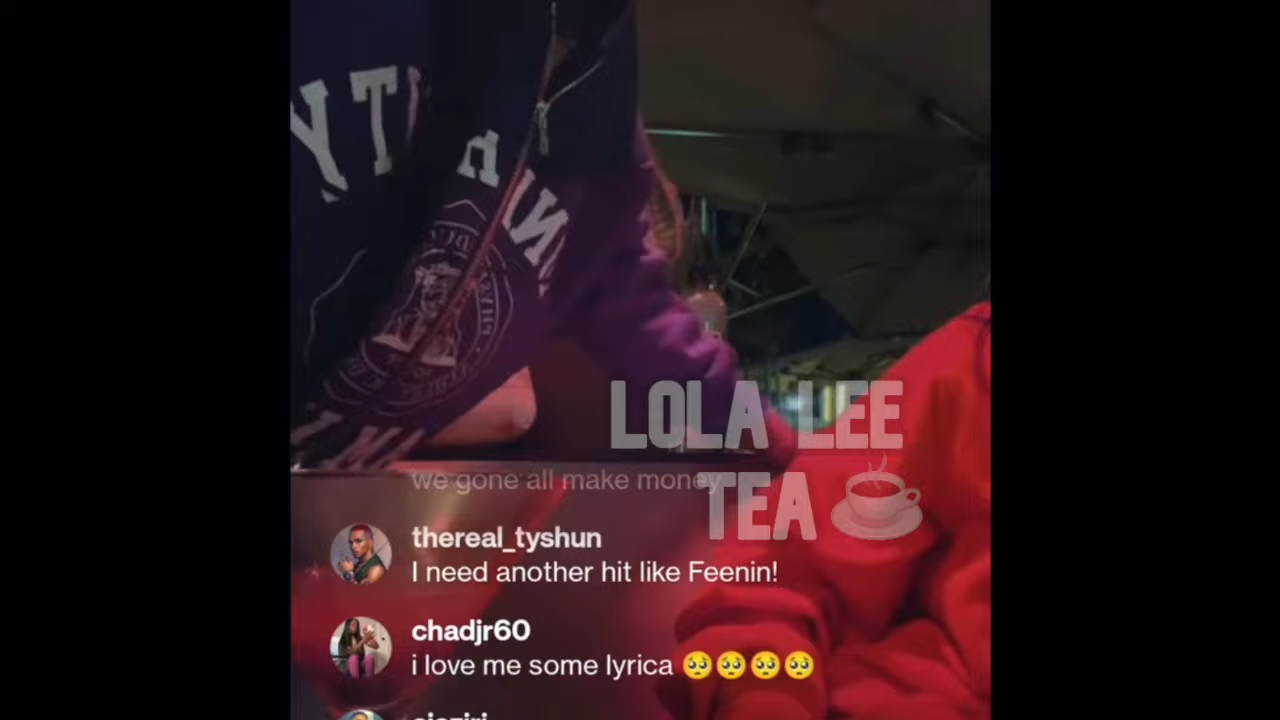 LOLA LEE
TEA
we gone all make money
thereal_tyshun
I need another hit like Feenin!
chadjr60
i love me some lyrica 🥺🥺🥺🥺